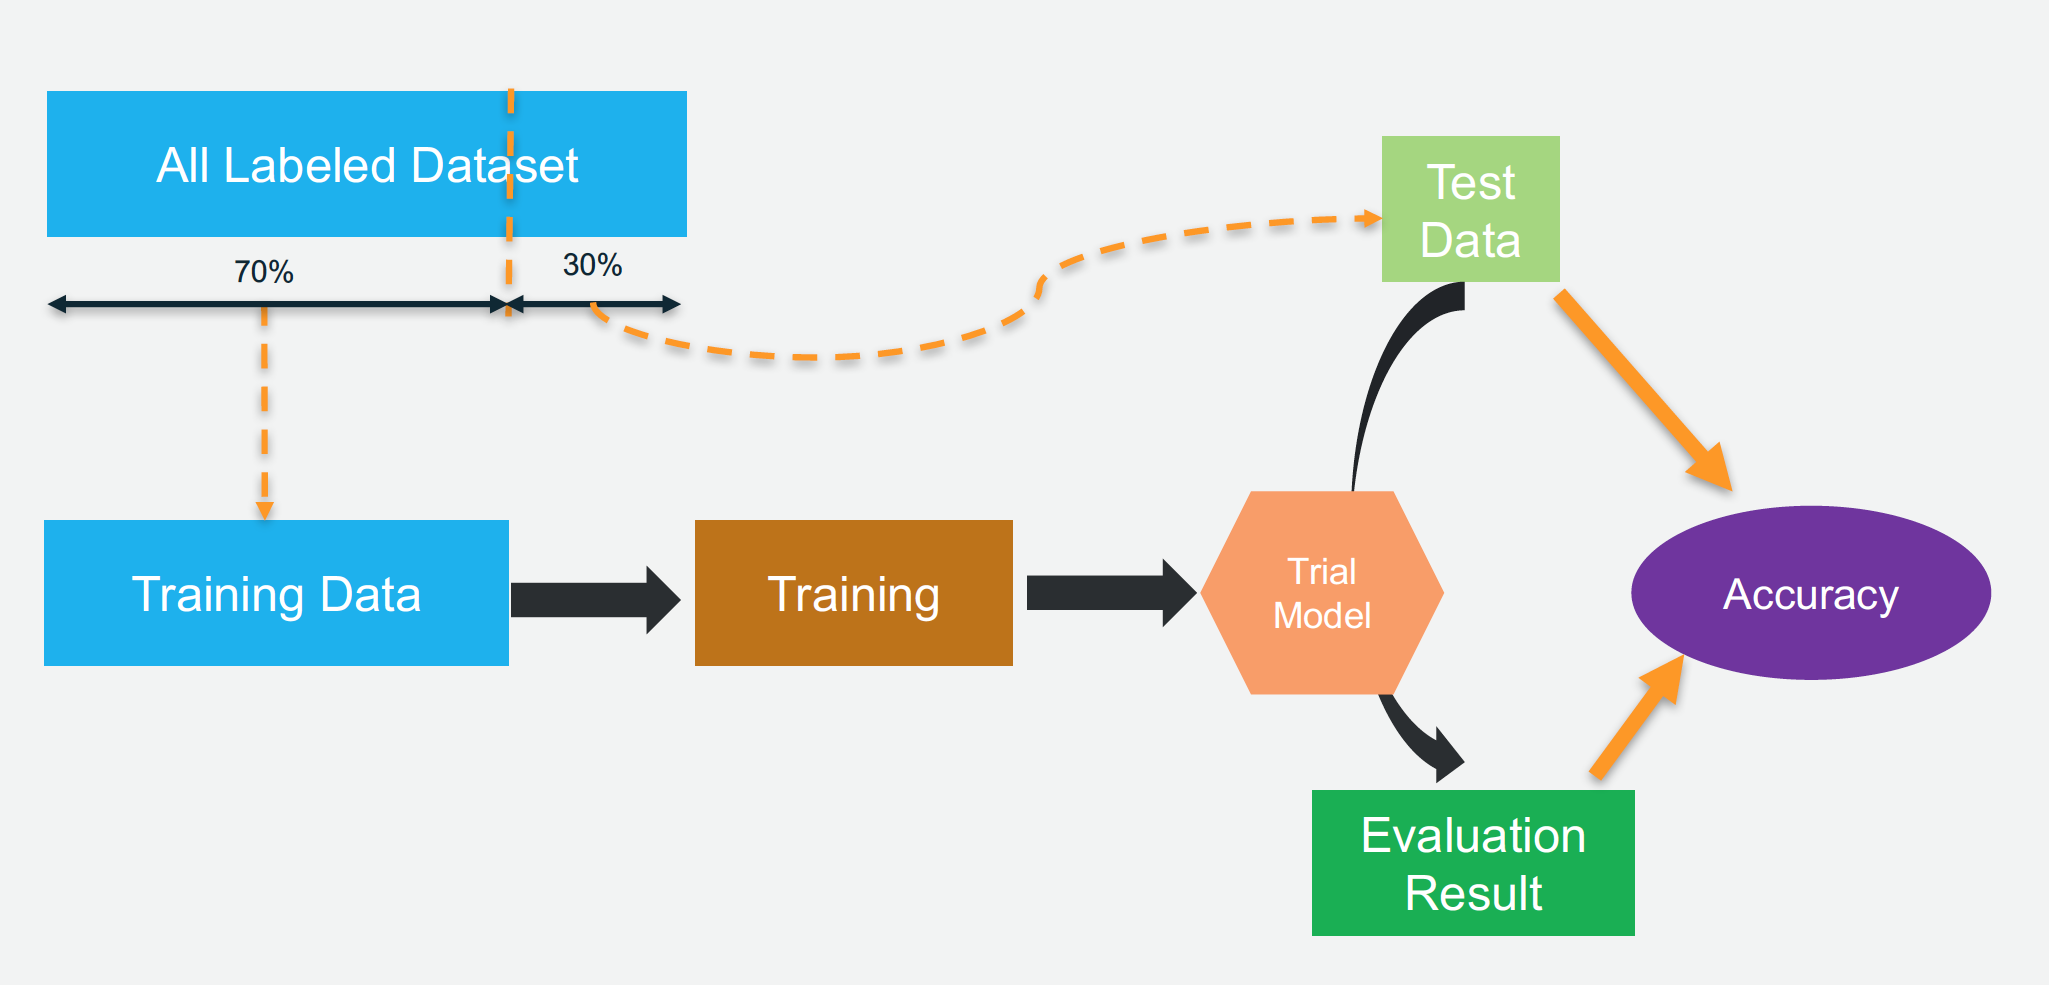 All Labeled Dataset
70%
30%
Test
Data
Training Data
Training
Trial
Model
Accuracy
Evaluation
Result